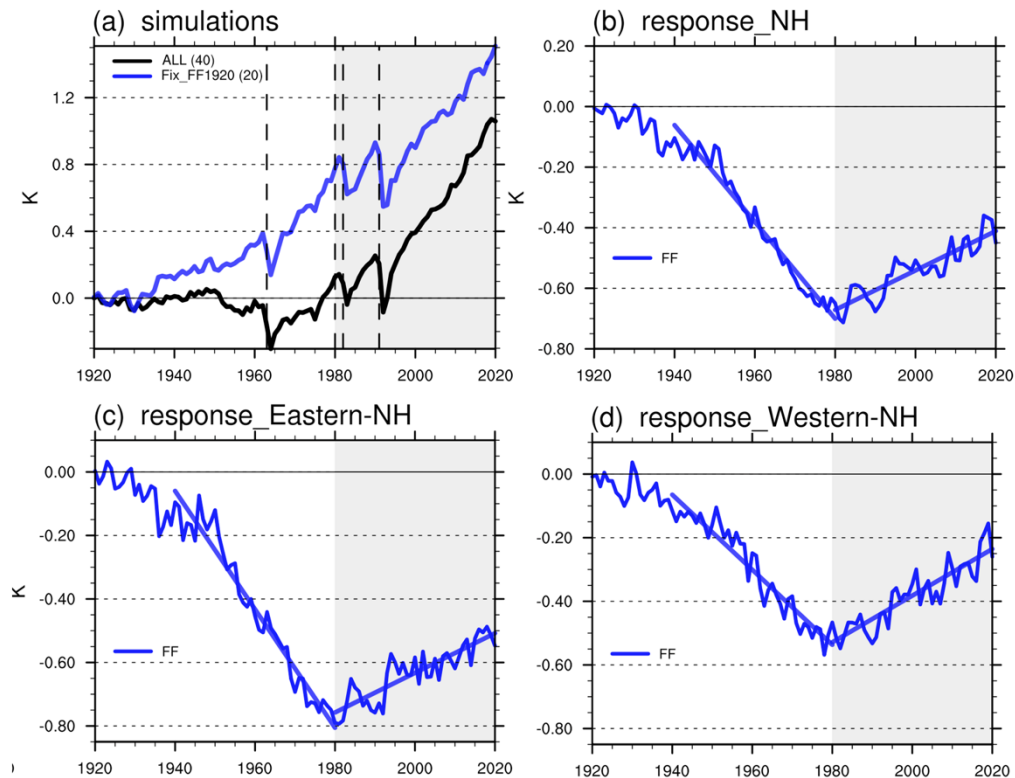 (a) simulations
ALL (40)
Fix_FF1920 (20)
K
1.2
0.8
0.4
0.0
1920 1940 1960 1980 2000 2020
(b) response_NH
K
0.20
0.00
-0.20
-0.40
-0.60
-0.80
FF
1920 1940 1960 1980 2000 2020
(c) response_Eastern-NH
K
0.00
-0.20
-0.40
-0.60
-0.80
FF
1920 1940 1960 1980 2000 2020
(d) response_Western-NH
0.00
-0.20
-0.40
-0.60
-0.80
FF
1920 1940 1960 1980 2000 2020